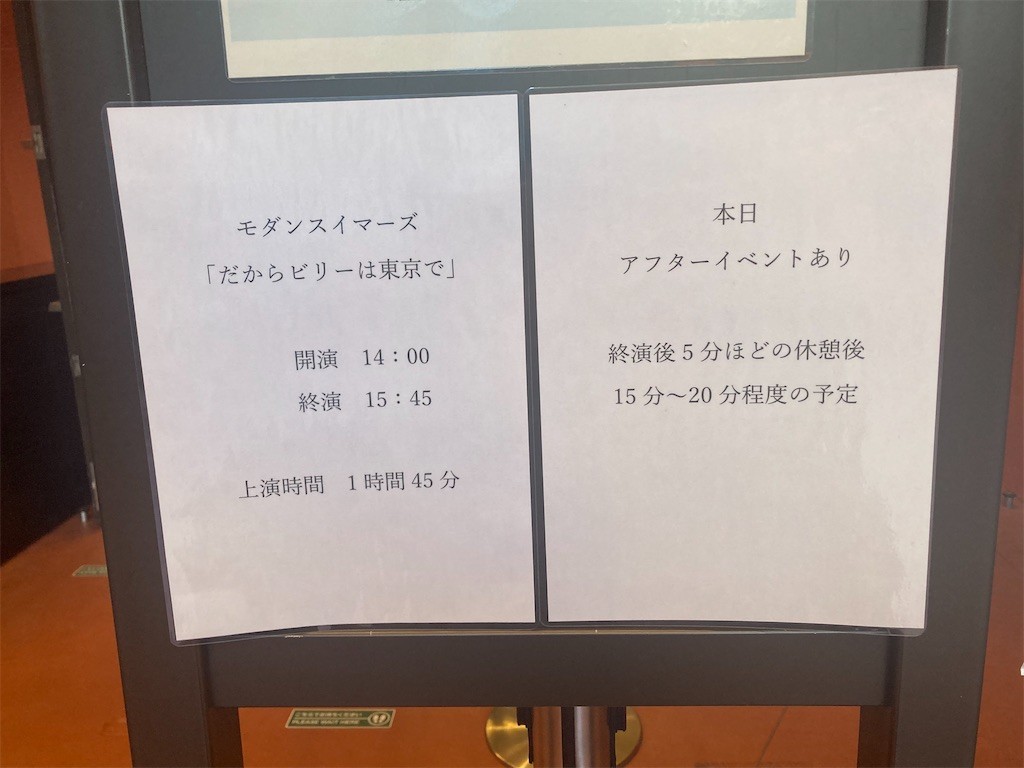 モダンスイマーズ
「だからビリーは東京で」
開演　14：00
終演　15：45
上演時間　1時間45分
本日
アフターイベントあり
終演後5分ほどの休憩後
15分～20分程度の予定
PLEASE WAIT HERE